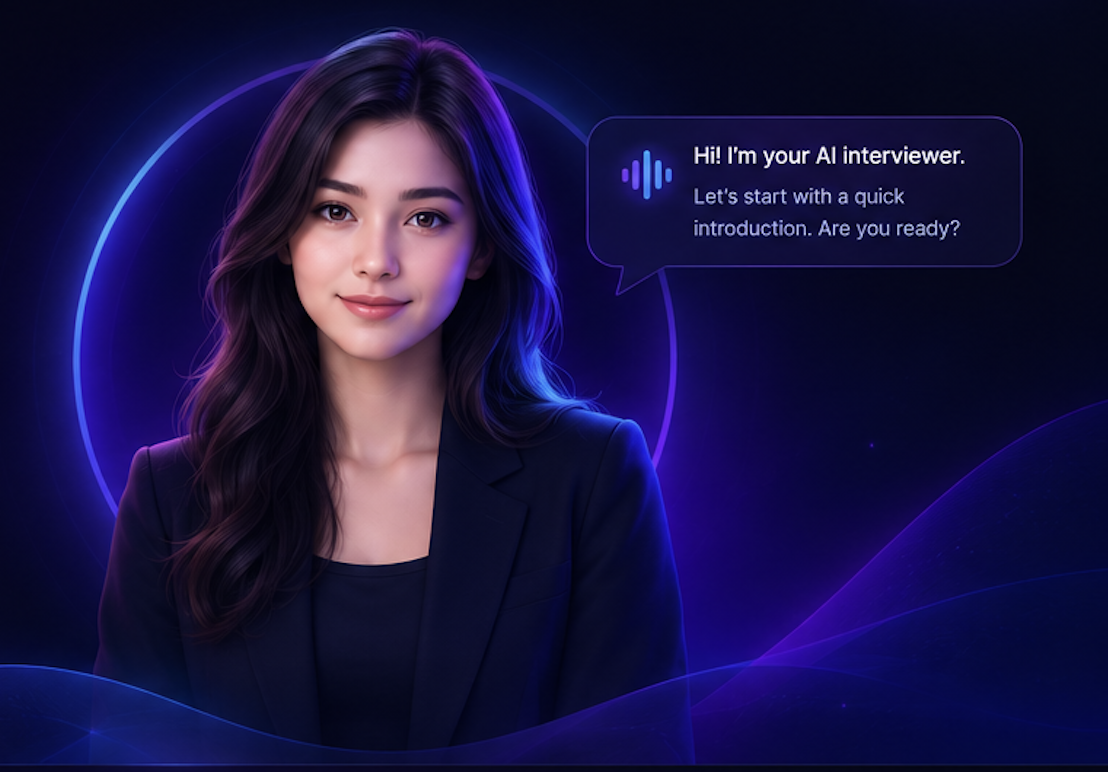 Hi! I'm your AI interviewer.
Let's start with a quick
introduction. Are you ready?